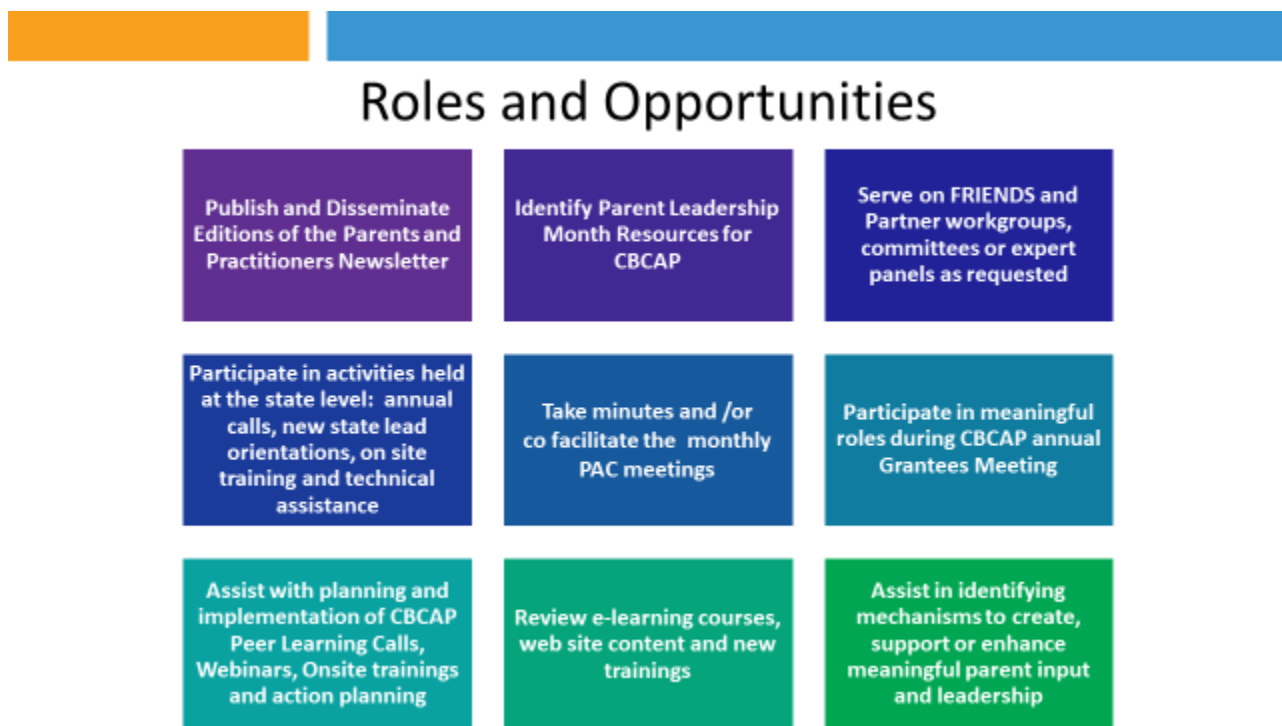 Roles and Opportunities
Publish and Disseminate
Editions of the Parents and
Practitioners Newsletter
Identify Parent Leadership
Month Resources for
CBCAP
Serve on FRIENDS and
Partner workgroups,
committees or expert
panels as requested
Participate in activities held
at the state level:  annual
calls, new state lead
orientations, on site
training and technical
assistance
Take minutes and /or
co facilitate the  monthly
PAC meetings
Participate in meaningful
roles during CBCAP annual
Grantees Meeting
Assist with planning and
implementation of CBCAP
Peer Learning Calls,
Webinars, Onsite trainings
and action planning
Review e-learning courses,
web site content and new
trainings
Assist in identifying
mechanisms to create,
support or enhance
meaningful parent input
and leadership